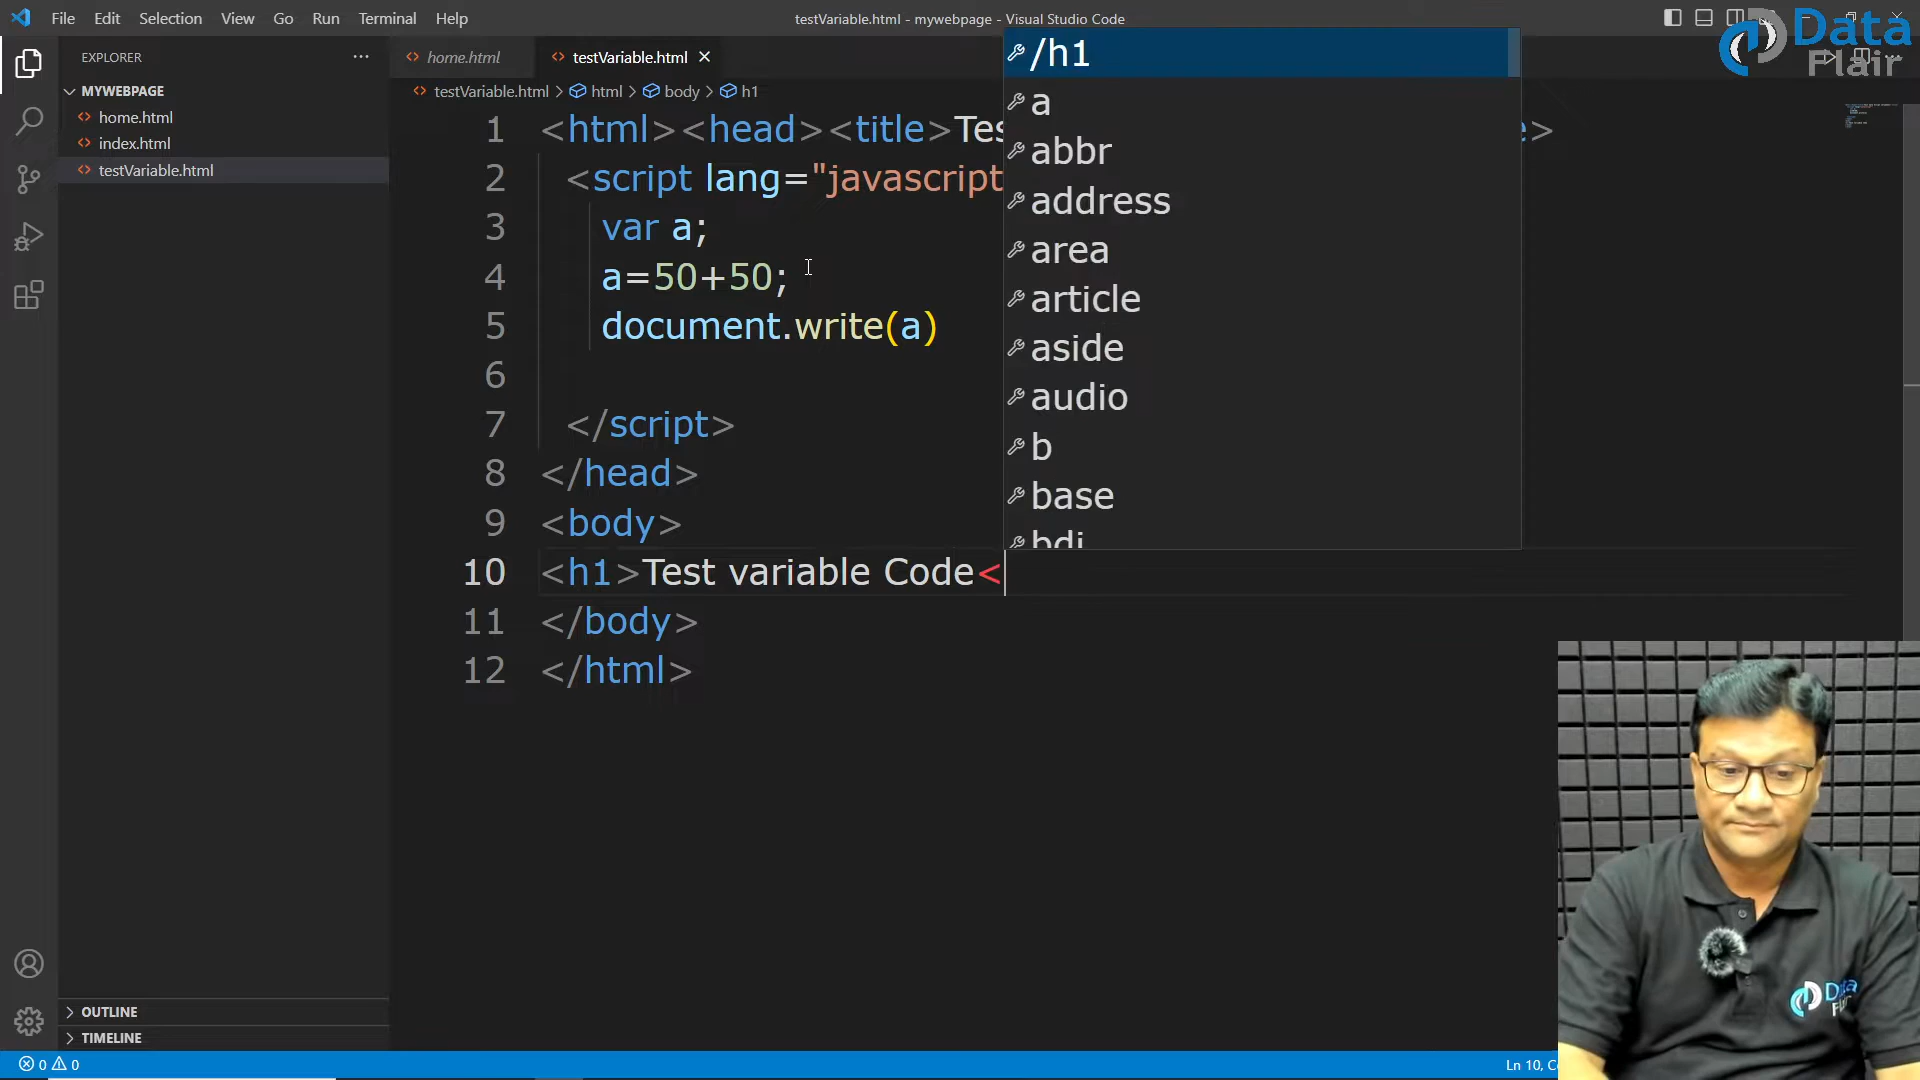 File Edit Selection View Go Run Terminal Help
testVariable.html - mywebpage - Visual Studio Code
Data
Flair
EXPLORER
MYWEBPAGE
home.html
index.html
testVariable.html
OUTLINE
TIMELINE
home.html testVariable.html
testVariable.html > html > body > h1
1 <html><head><title>Tes e>
2 <script lang="javascript
3 var a;
4 a=50+50;
5 document.write(a)
6
7 </script>
8 </head>
9 <body>
10 <h1>Test variable Code<
11 </body>
12 </html>
/h1
a
abbr
address
area
article
aside
audio
b
base
bdi
0 0
Ln 10, C
Data
Flair